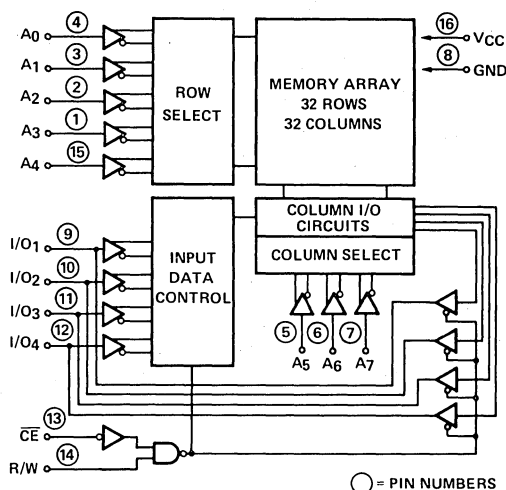 A0 4
A1 3
A2 2
A3 1
A4 15
ROW
SELECT
MEMORY ARRAY
32 ROWS
32 COLUMNS
16 VCC
8 GND
I/O1 9
I/O2 10
I/O3 11
I/O4 12
INPUT
DATA
CONTROL
COLUMN I/O
CIRCUITS
COLUMN SELECT
5 6 7
A5 A6 A7
13
CE
14
R/W
= PIN NUMBERS